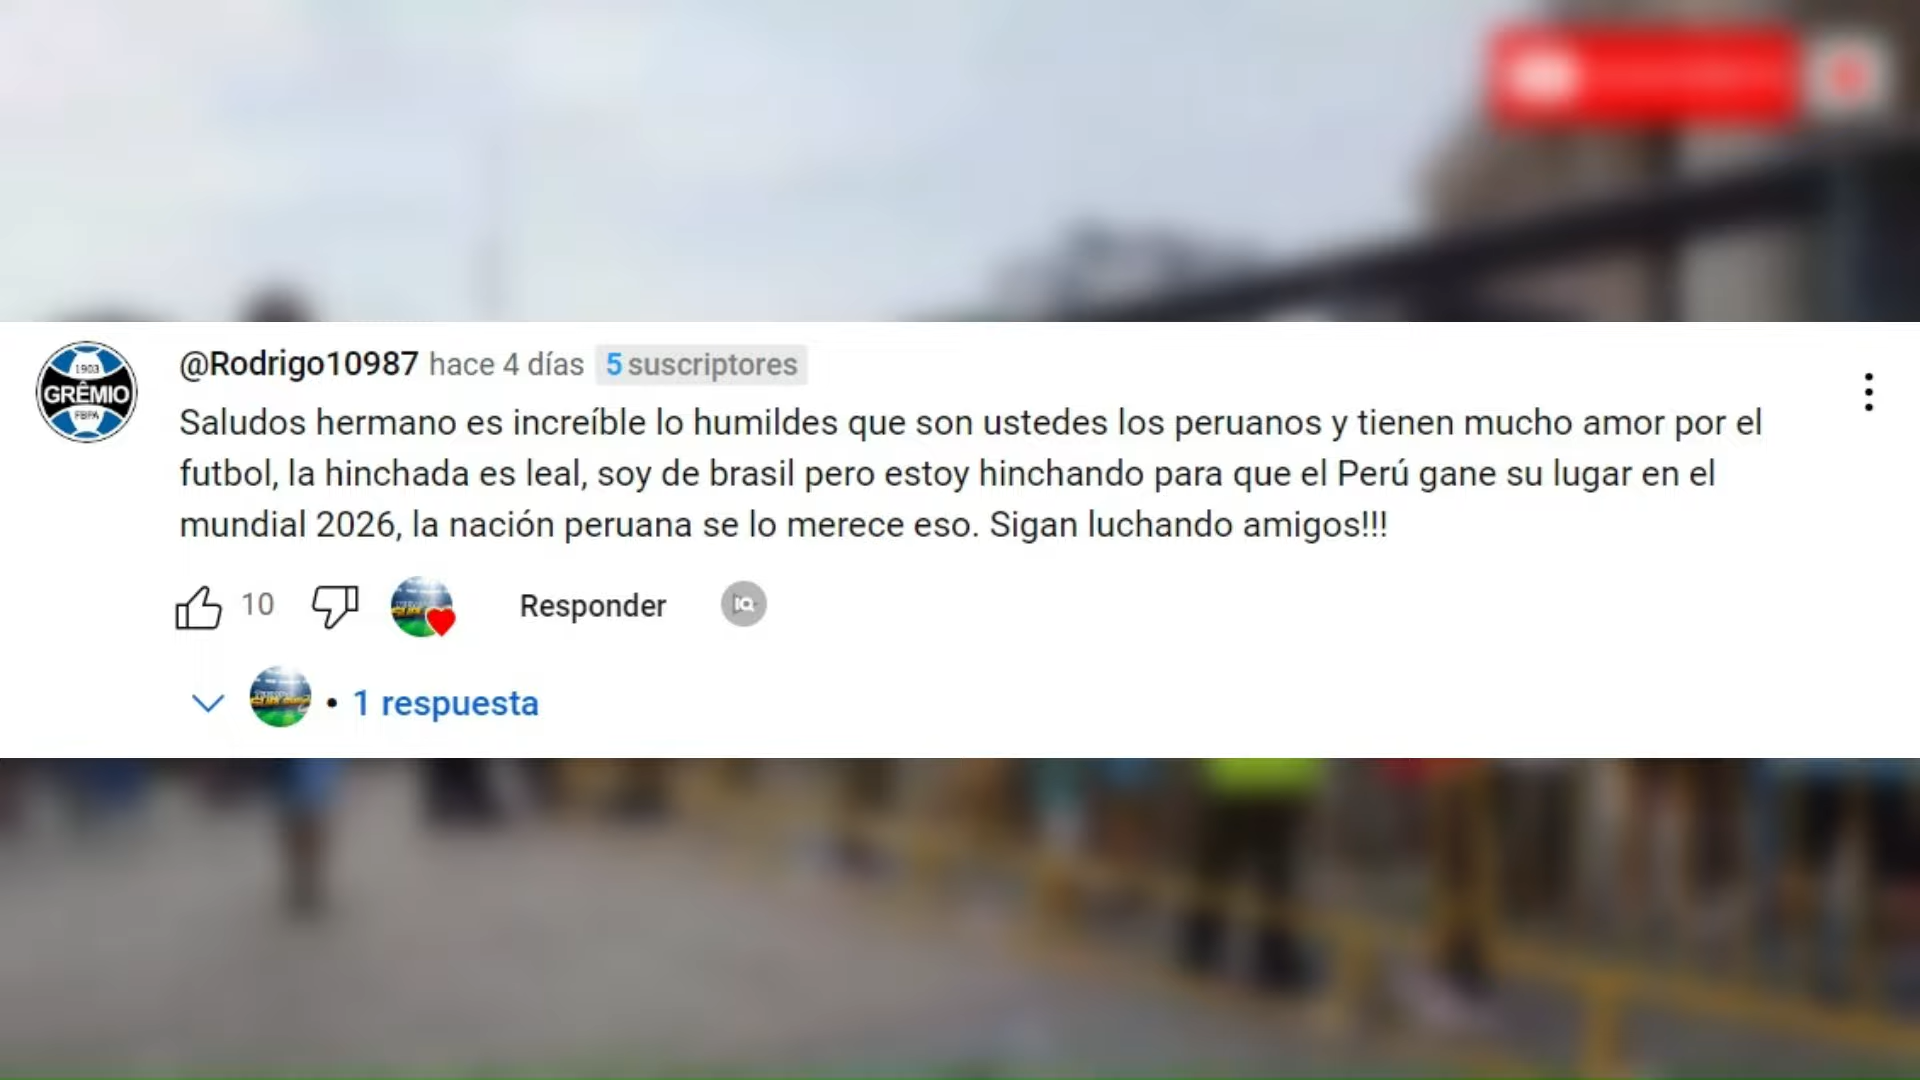 @Rodrigo10987 hace 4 días 5 suscriptores
1903
GRÊMIO
FBPA
Saludos hermano es increíble lo humildes que son ustedes los peruanos y tienen mucho amor por el
futbol, la hinchada es leal, soy de brasil pero estoy hinchando para que el Perú gane su lugar en el
mundial 2026, la nación peruana se lo merece eso. Sigan luchando amigos!!!
10
Responder
IQ
• 1 respuesta